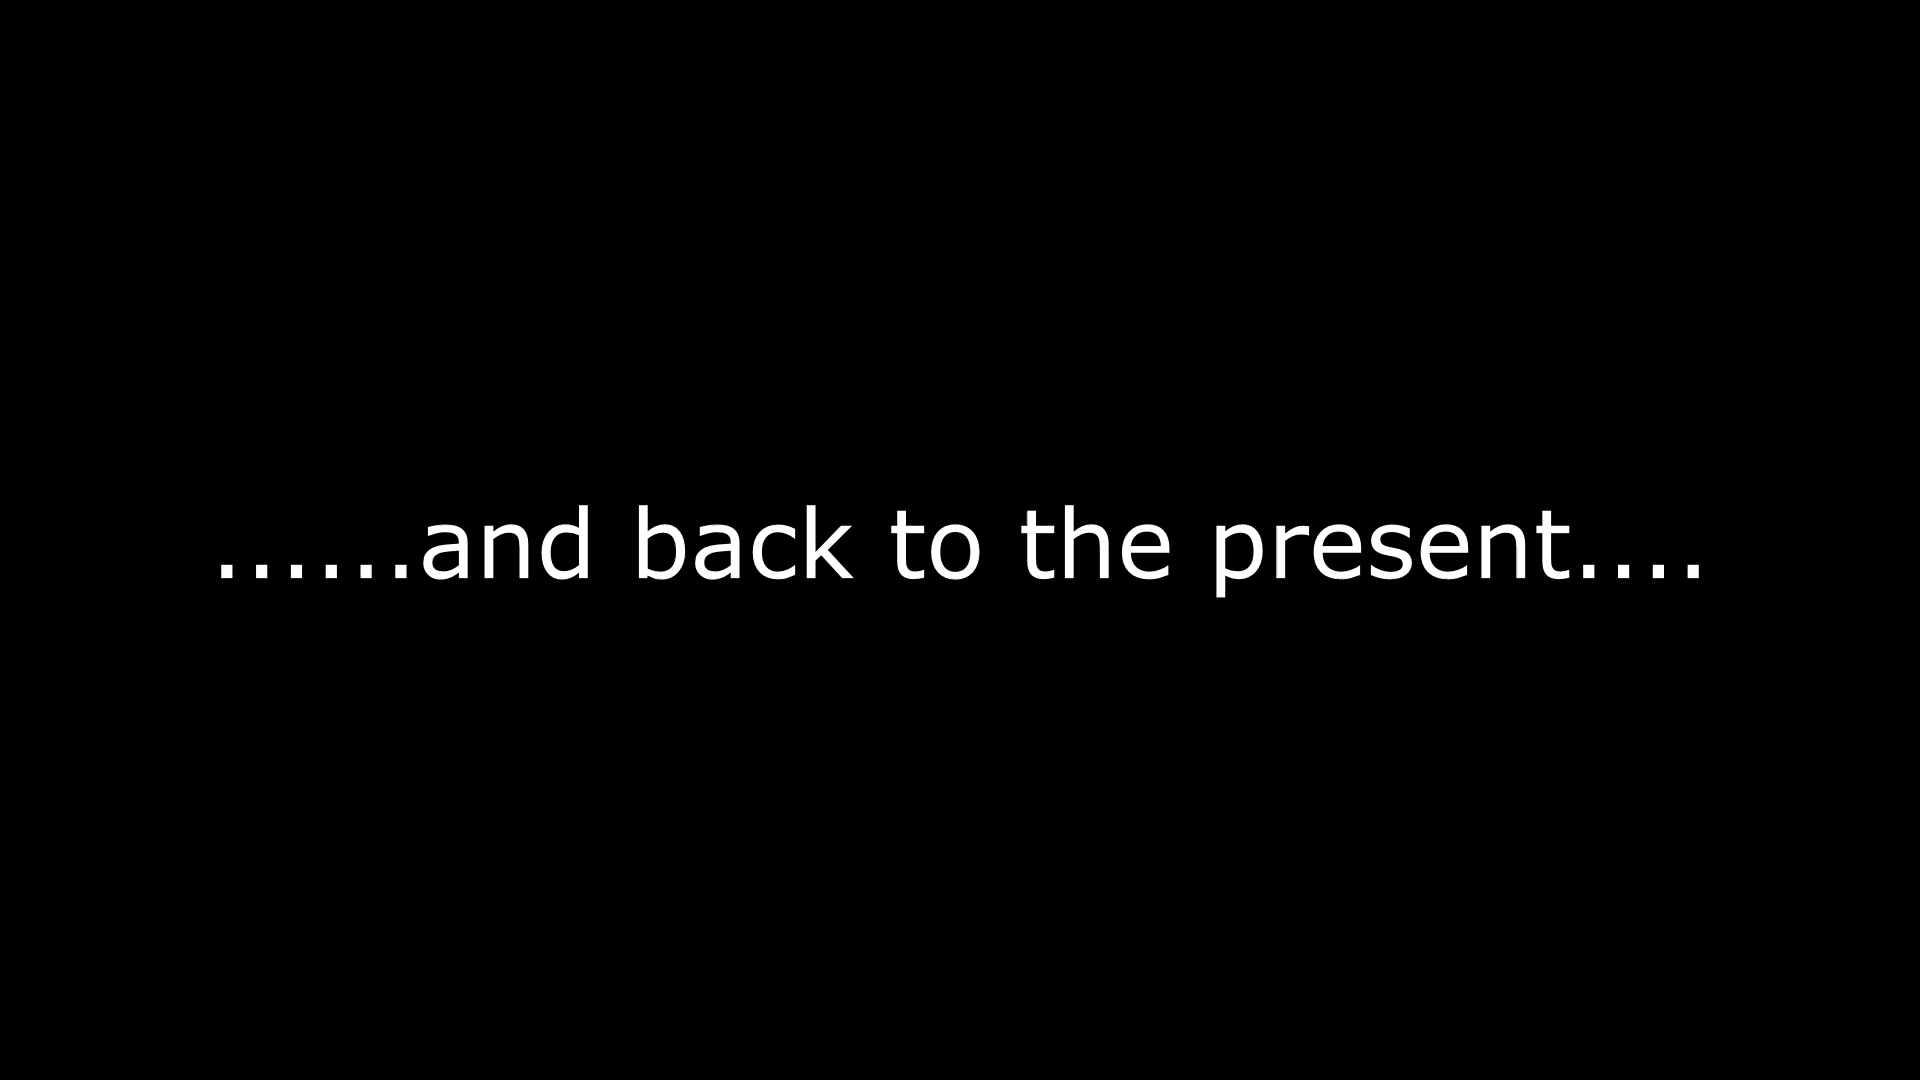 ......and back to the present....